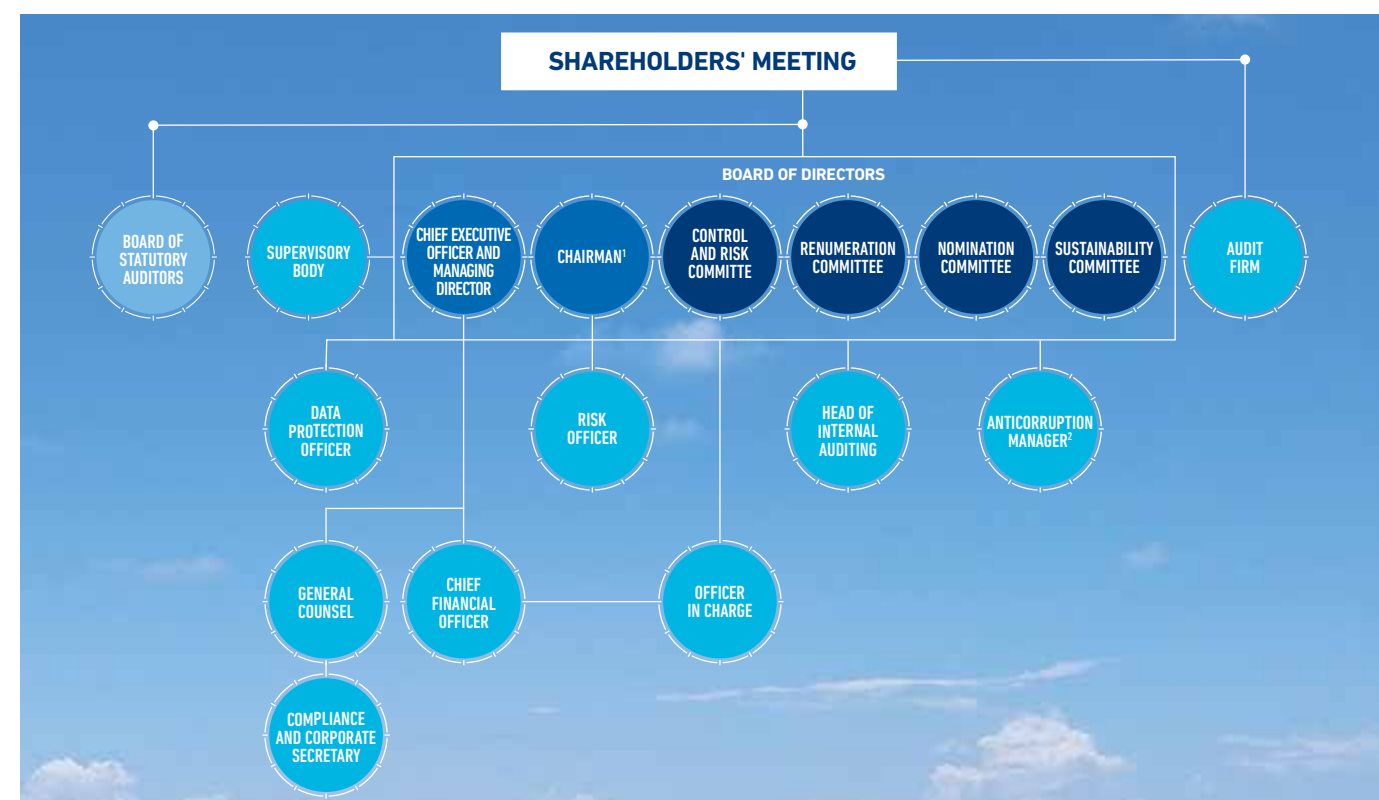 SHAREHOLDERS' MEETING
BOARD OF DIRECTORS
BOARD OF
STATUTORY
AUDITORS
SUPERVISORY
BODY
CHIEF EXECUTIVE
OFFICER AND
MANAGING
DIRECTOR
CHAIRMAN¹
CONTROL
AND RISK
COMMITTE
RENUMERATION
COMMITTEE
NOMINATION
COMMITTEE
SUSTAINABILITY
COMMITTEE
AUDIT
FIRM
DATA
PROTECTION
OFFICER
RISK
OFFICER
HEAD OF
INTERNAL
AUDITING
ANTICORRUPTION
MANAGER²
GENERAL
COUNSEL
CHIEF
FINANCIAL
OFFICER
OFFICER
IN CHARGE
COMPLIANCE
AND CORPORATE
SECRETARY